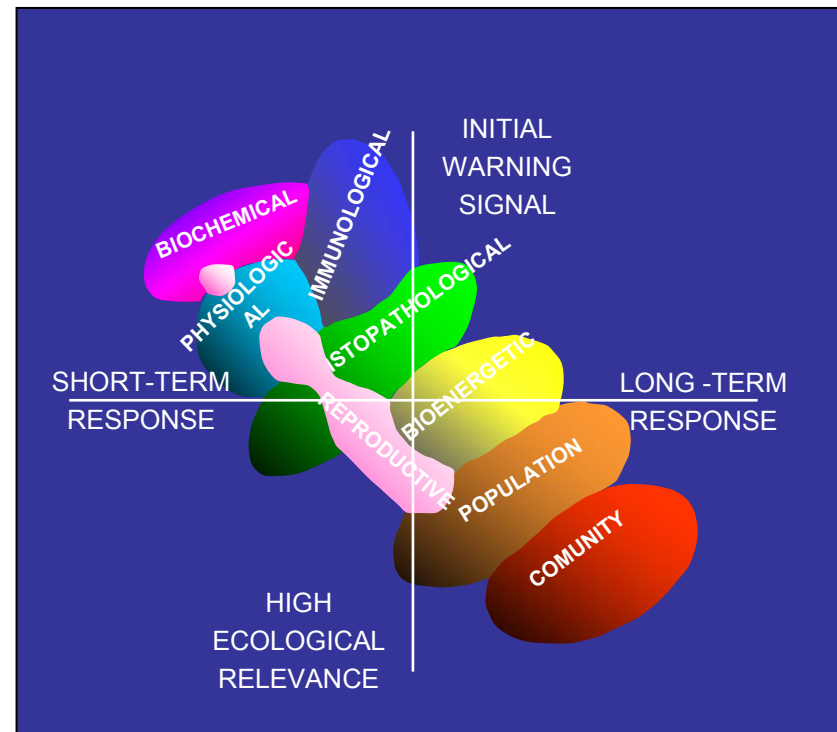 INITIAL
WARNING
SIGNAL
BIOCHEMICAL
IMMUNOLOGICAL
PHYSIOLOGIC
AL
ISTOPATHOLOGICAL
SHORT-TERM
RESPONSE
REPRODUCTIVE
BIOENERGETIC
LONG -TERM
RESPONSE
POPULATION
COMUNITY
HIGH
ECOLOGICAL
RELEVANCE